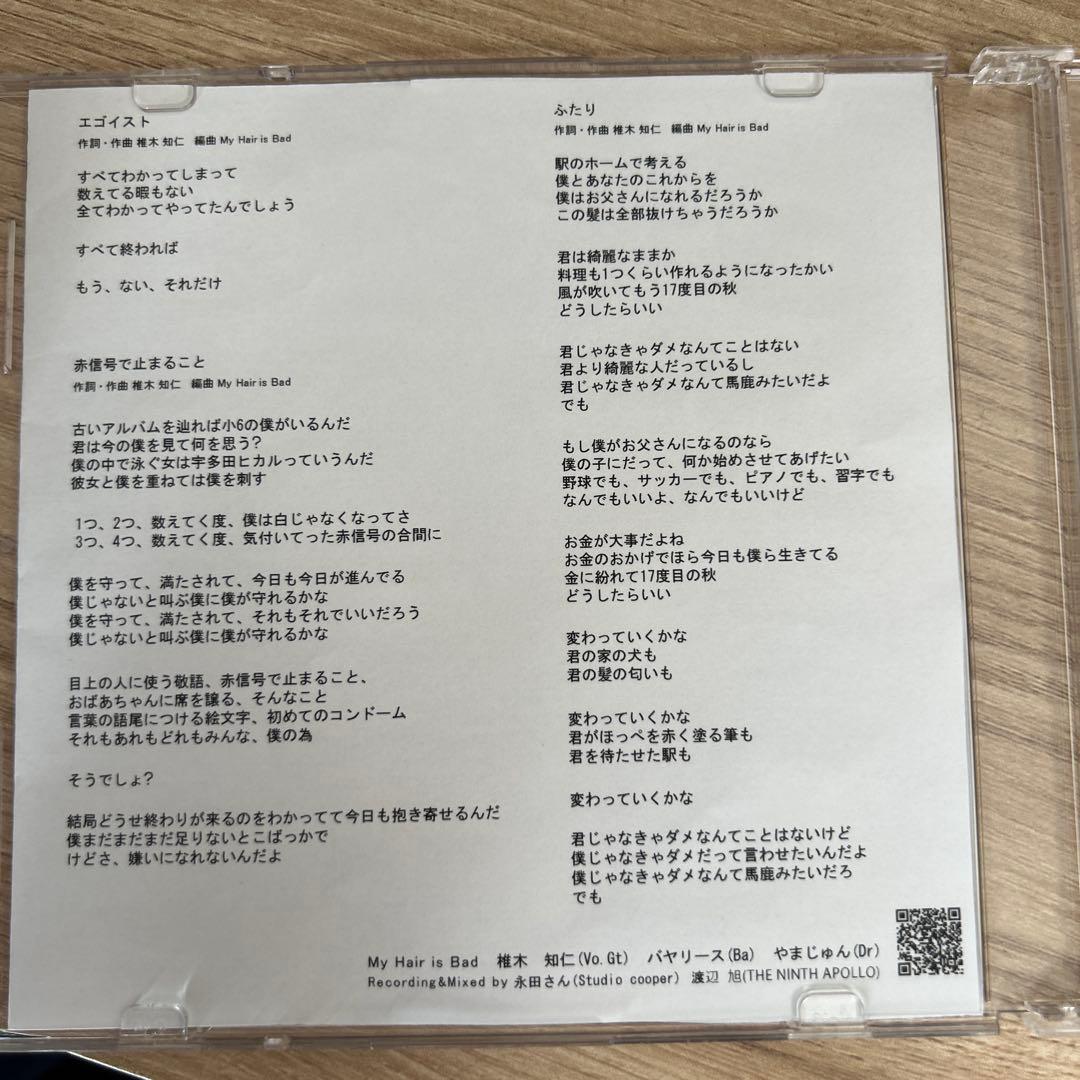 エゴイスト
作詞・作曲 椎木 知仁　編曲 My Hair is Bad
すべてわかってしまって
数えてる暇もない
全てわかってやってたんでしょう
すべて終われば
もう、ない、それだけ
赤信号で止まること
作詞・作曲 椎木 知仁　編曲 My Hair is Bad
古いアルバムを辿れば小6の僕がいるんだ
君は今の僕を見て何を思う?
僕の中で泳ぐ女は宇多田ヒカルっていうんだ
彼女と僕を重ねては僕を刺す
1つ、2つ、数えてく度、僕は白じゃなくなってさ
3つ、4つ、数えてく度、気付いてった赤信号の合間に
僕を守って、満たされて、今日も今日が進んでる
僕じゃないと叫ぶ僕に僕が守れるかな
僕を守って、満たされて、それもそれでいいだろう
僕じゃないと叫ぶ僕に僕が守れるかな
目上の人に使う敬語、赤信号で止まること、
おばあちゃんに席を譲る、そんなこと
言葉の語尾につける絵文字、初めてのコンドーム
それもあれもどれもみんな、僕の為
そうでしょ?
結局どうせ終わりが来るのをわかってて今日も抱き寄せるんだ
僕まだまだまだ足りないとこばっかで
けどさ、嫌いになれないんだよ
ふたり
作詞・作曲 椎木 知仁　編曲 My Hair is Bad
駅のホームで考える
僕とあなたのこれからを
僕はお父さんになれるだろうか
この髪は全部抜けちゃうだろうか
君は綺麗なままか
料理も1つくらい作れるようになったかい
風が吹いてもう17度目の秋
どうしたらいい
君じゃなきゃダメなんてことはない
君より綺麗な人だっているし
君じゃなきゃダメなんて馬鹿みたいだよ
でも
もし僕がお父さんになるのなら
僕の子にだって、何か始めさせてあげたい
野球でも、サッカーでも、ピアノでも、習字でも
なんでもいいよ、なんでもいいけど
お金が大事だよね
お金のおかげでほら今日も僕ら生きてる
金に紛れて17度目の秋
どうしたらいい
変わっていくかな
君の家の犬も
君の髪の匂いも
変わっていくかな
君がほっぺを赤く塗る筆も
君を待たせた駅も
変わっていくかな
君じゃなきゃダメなんてことはないけど
僕じゃなきゃダメだって言わせたいんだよ
僕じゃなきゃダメなんて馬鹿みたいだろ
でも
My Hair is Bad　椎木　知仁(Vo.Gt)　バヤリース(Ba)　やまじゅん(Dr)
Recording&Mixed by 永田さん(Studio cooper)　渡辺 旭(THE NINTH APOLLO)